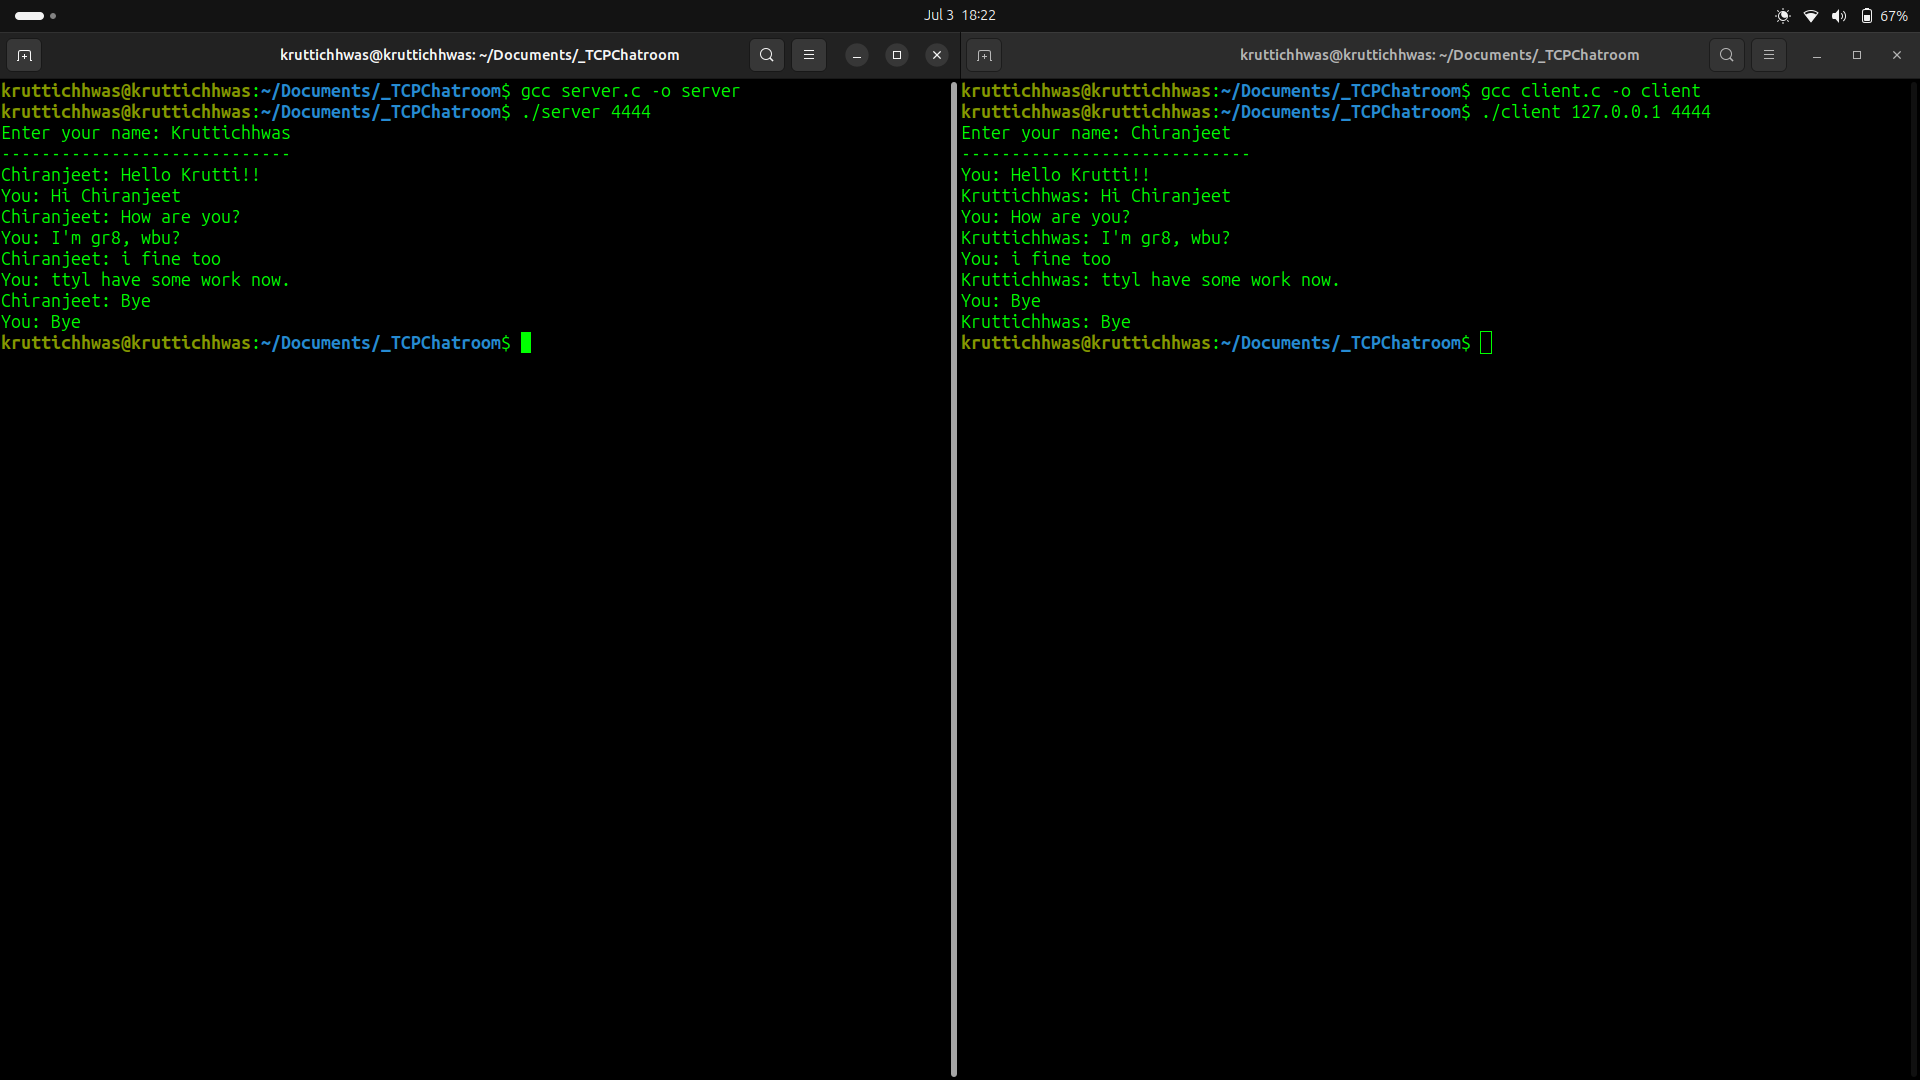 Jul 3 18:22
67%
kruttichhwas@kruttichhwas: ~/Documents/_TCPChatroom
kruttichhwas@kruttichhwas:~/Documents/_TCPChatroom$ gcc server.c -o server
kruttichhwas@kruttichhwas:~/Documents/_TCPChatroom$ ./server 4444
Enter your name: Kruttichhwas
-----------------------------
Chiranjeet: Hello Krutti!!
You: Hi Chiranjeet
Chiranjeet: How are you?
You: I'm gr8, wbu?
Chiranjeet: i fine too
You: ttyl have some work now.
Chiranjeet: Bye
You: Bye
kruttichhwas@kruttichhwas:~/Documents/_TCPChatroom$
kruttichhwas@kruttichhwas: ~/Documents/_TCPChatroom
kruttichhwas@kruttichhwas:~/Documents/_TCPChatroom$ gcc client.c -o client
kruttichhwas@kruttichhwas:~/Documents/_TCPChatroom$ ./client 127.0.0.1 4444
Enter your name: Chiranjeet
-----------------------------
You: Hello Krutti!!
Kruttichhwas: Hi Chiranjeet
You: How are you?
Kruttichhwas: I'm gr8, wbu?
You: i fine too
Kruttichhwas: ttyl have some work now.
You: Bye
Kruttichhwas: Bye
kruttichhwas@kruttichhwas:~/Documents/_TCPChatroom$